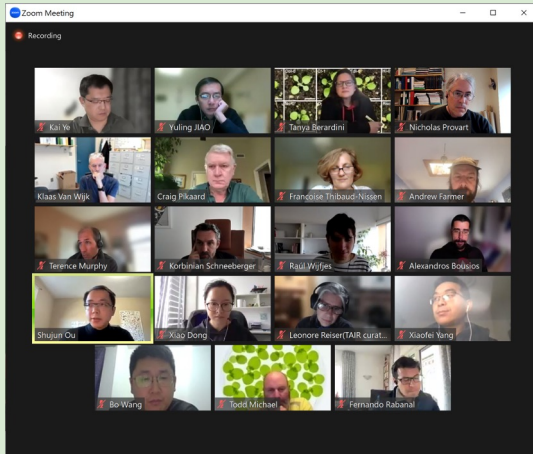 Zoom Meeting
Recording
Kai Ye
Yuling JIAO
Tanya Berardini
Nicholas Provart
Klaas Van Wijk
Craig Pikaard
Françoise Thibaud-Nissen
Andrew Farmer
Terence Murphy
Korbinian Schneeberger
Raúl Wijfjes
Alexandros Bousios
Shujun Ou
Xiao Dong
Leonore Reiser(TAIR curat...
Xiaofei Yang
Bo Wang
Todd Michael
Fernando Rabanal